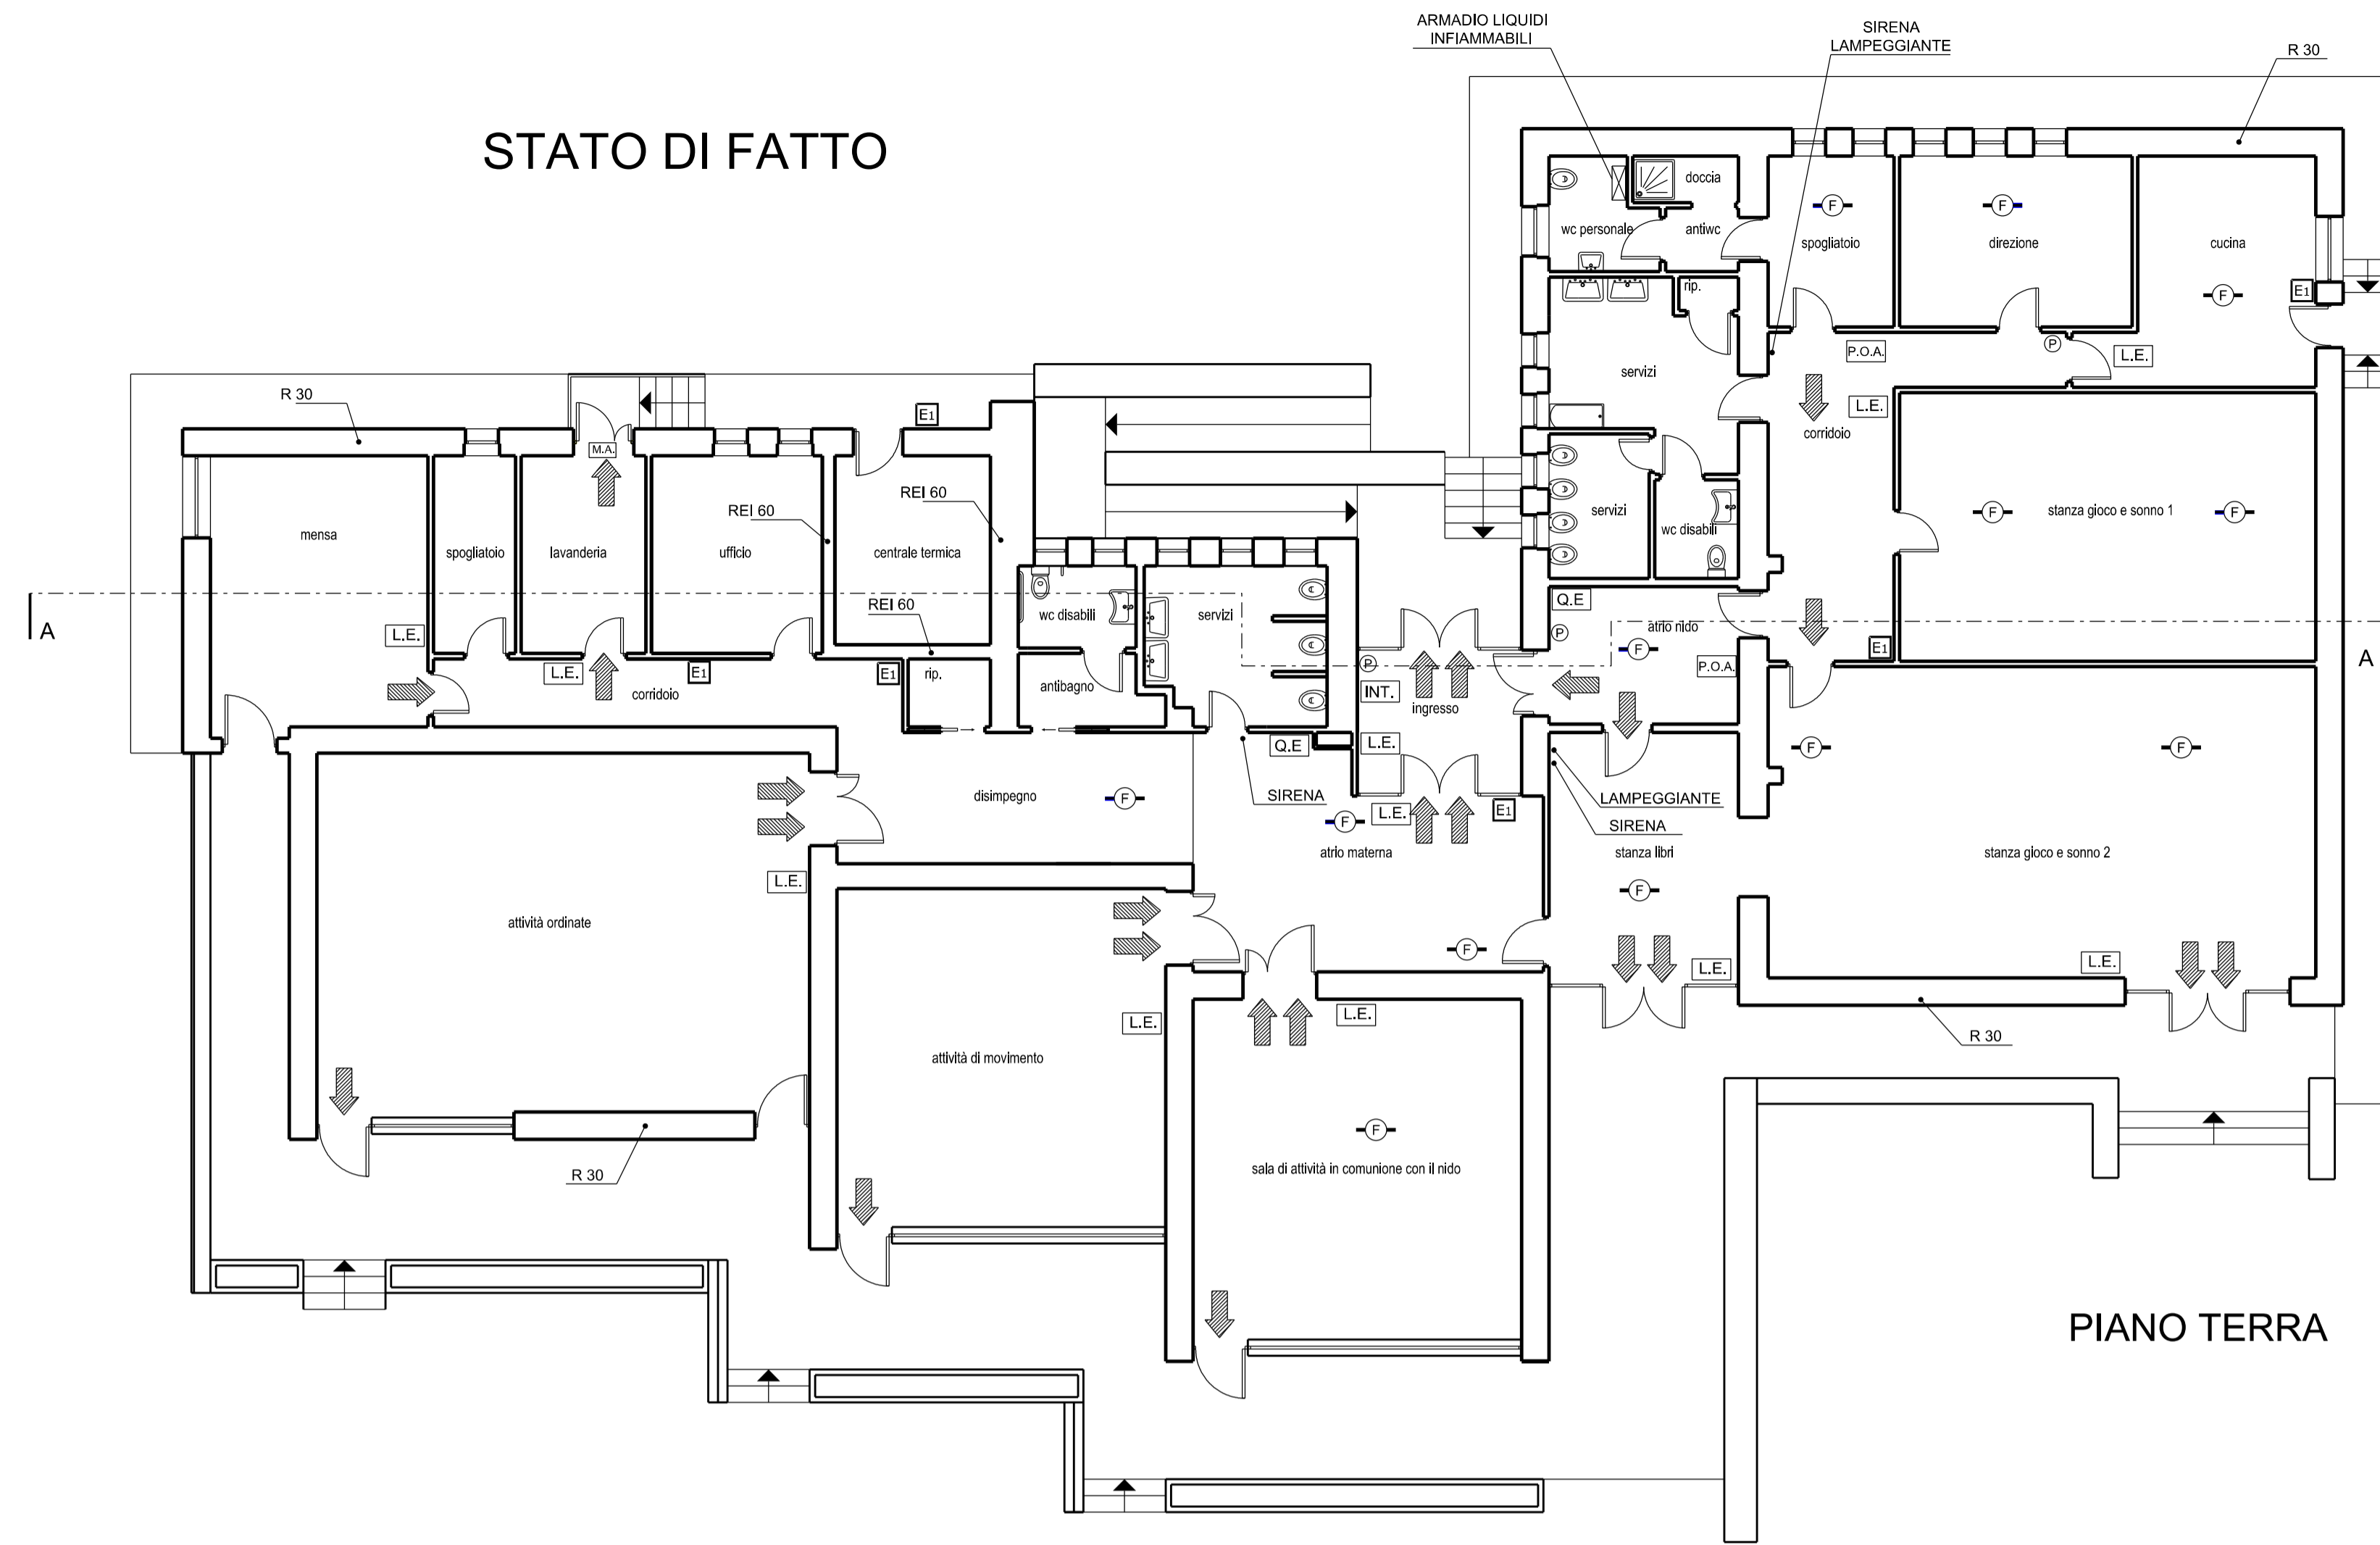 ARMADIO LIQUIDI
INFIAMMABILI
SIRENA
LAMPEGGIANTE
R 30
STATO DI FATTO
doccia
F
F
wc personale
antiwc
spogliatoio
direzione
cucina
rip.
F
E1
P
P.O.A.
L.E.
servizi
R 30
L.E.
E1
corridoio
M.A.
REI 60
REI 60
F
stanza gioco e sonno 1
F
servizi
wc disabili
mensa
spogliatoio
lavanderia
ufficio
centrale termica
REI 60
Q.E
wc disabili
servizi
atrio nido
A
L.E.
P
F
E1
A
L.E.
E1
E1
rip.
antibagno
P
P.O.A.
corridoio
INT.
ingresso
Q.E
L.E.
F
F
disimpegno
F
SIRENA
LAMPEGGIANTE
L.E.
E1
F
SIRENA
atrio materna
stanza libri
stanza gioco e sonno 2
L.E.
F
attività ordinate
F
L.E.
L.E.
L.E.
L.E.
R 30
attività di movimento
F
sala di attività in comunione con il nido
R 30
PIANO TERRA